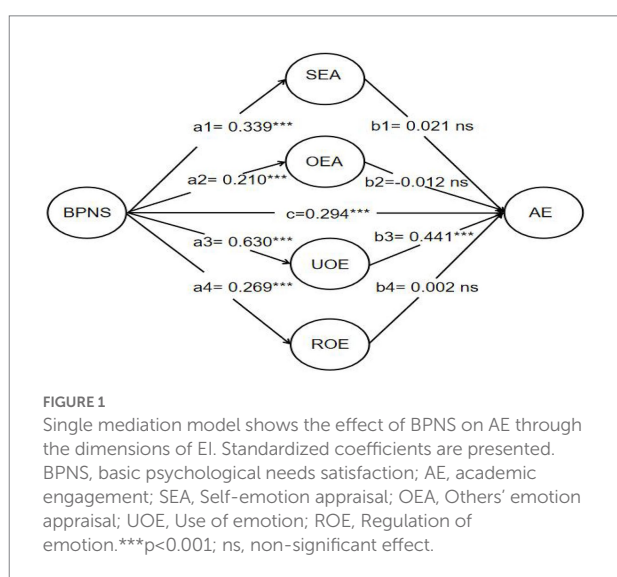 SEA
a1= 0.339***
b1= 0.021 ns
OEA
a2= 0.210***
b2=-0.012 ns
BPNS
c=0.294***
AE
a3= 0.630***
b3= 0.441***
UOE
a4= 0.269***
b4= 0.002 ns
ROE
FIGURE 1
Single mediation model shows the effect of BPNS on AE through
the dimensions of EI. Standardized coefficients are presented.
BPNS, basic psychological needs satisfaction; AE, academic
engagement; SEA, Self-emotion appraisal; OEA, Others’ emotion
appraisal; UOE, Use of emotion; ROE, Regulation of
emotion.***p<0.001; ns, non-significant effect.